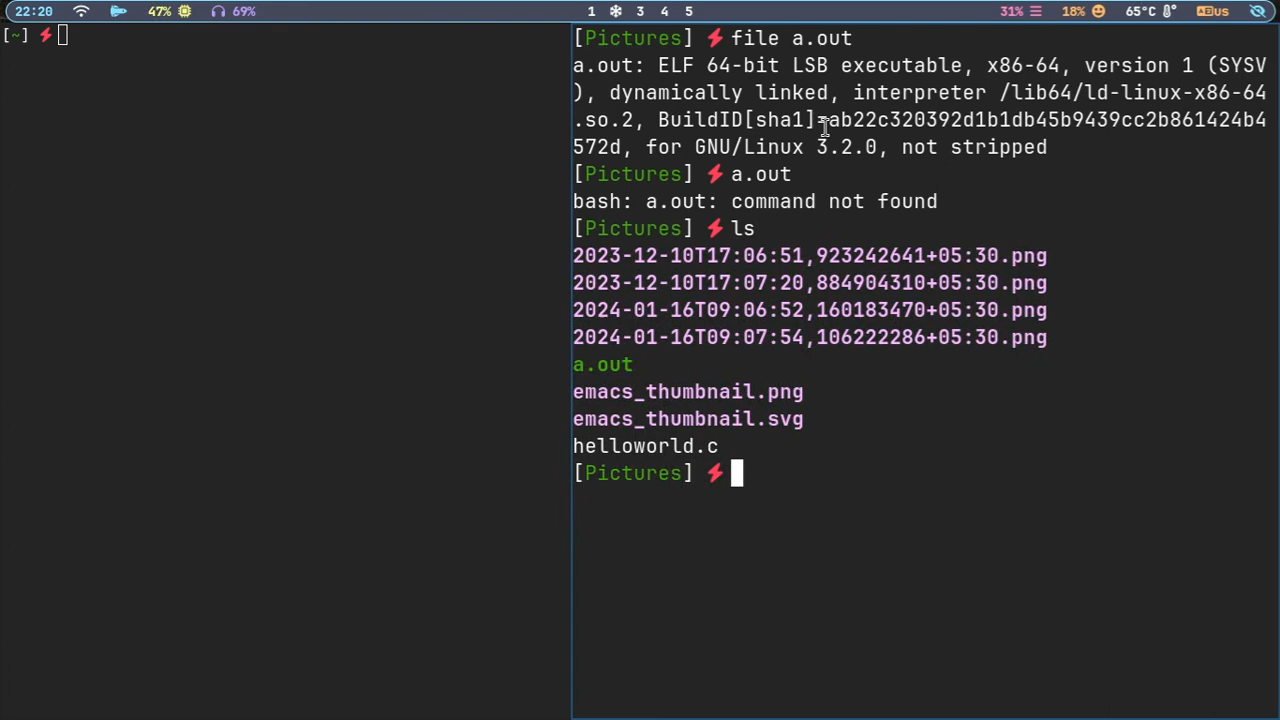 22:20 47% 69% 1 3 4 5 31% 18% 65°C us
[~]
[Pictures] file a.out
a.out: ELF 64-bit LSB executable, x86-64, version 1 (SYSV
), dynamically linked, interpreter /lib64/ld-linux-x86-64
.so.2, BuildID[sha1]=ab22c320392d1b1db45b9439cc2b861424b4
572d, for GNU/Linux 3.2.0, not stripped
[Pictures] a.out
bash: a.out: command not found
[Pictures] ls
2023-12-10T17:06:51,923242641+05:30.png
2023-12-10T17:07:20,884904310+05:30.png
2024-01-16T09:06:52,160183470+05:30.png
2024-01-16T09:07:54,106222286+05:30.png
a.out
emacs_thumbnail.png
emacs_thumbnail.svg
helloworld.c
[Pictures]